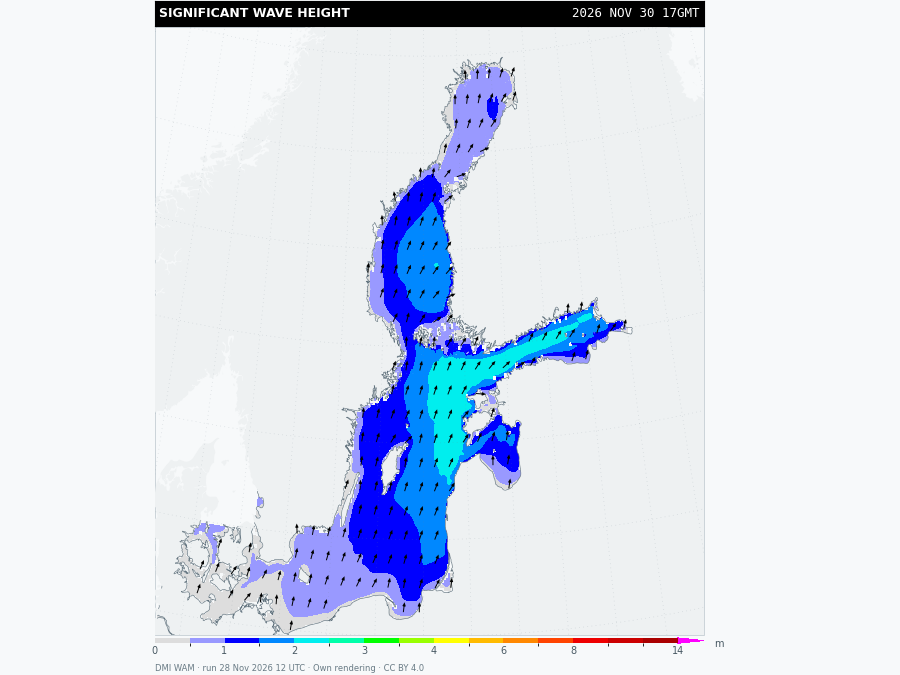 SIGNIFICANT WAVE HEIGHT 2026 NOV 30 17GMT
0 1 2 3 4 6 8 14 m
DMI WAM · run 28 Nov 2026 12 UTC · Own rendering · CC BY 4.0